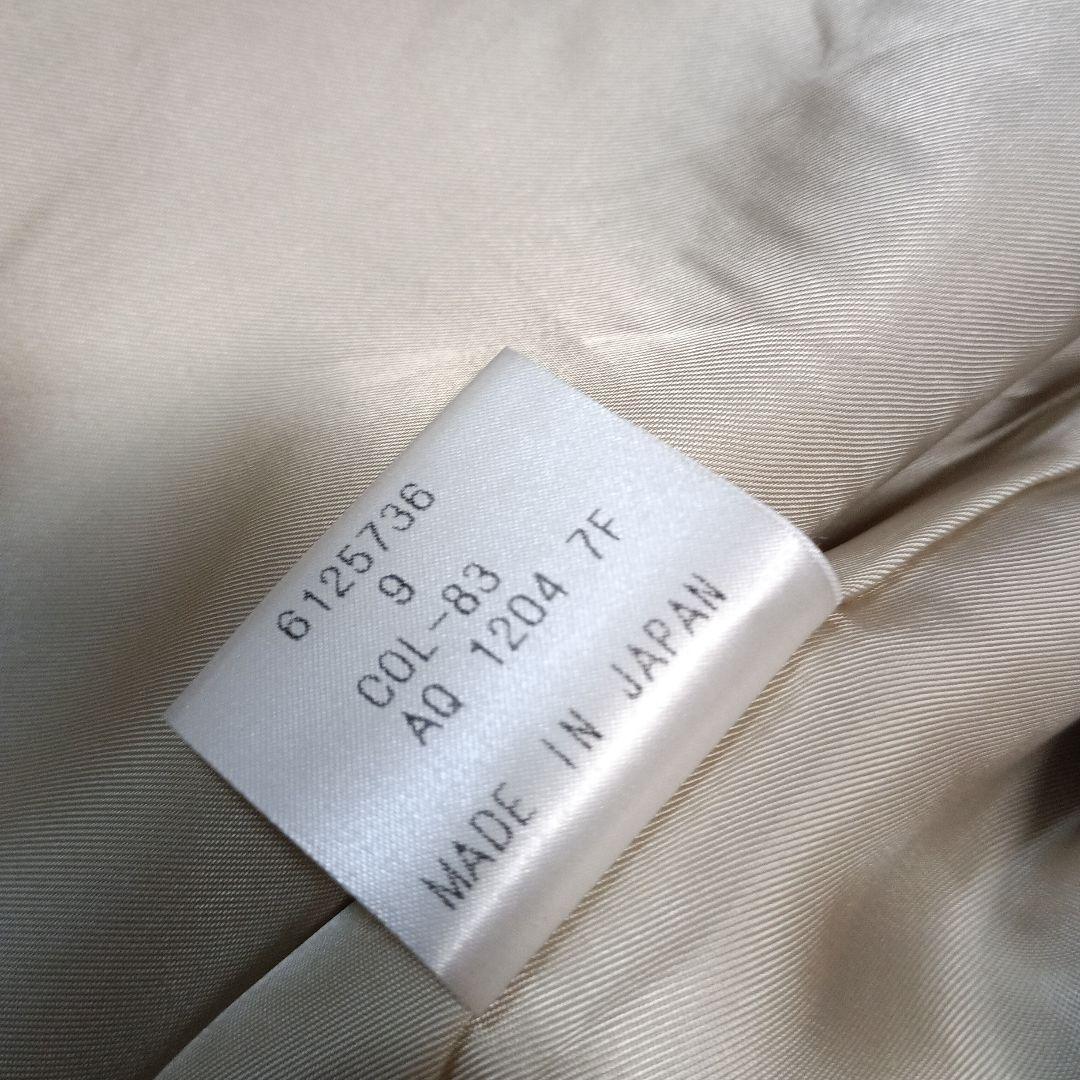 6125736
9
COL-83
AQ 1204 7F
MADE IN JAPAN